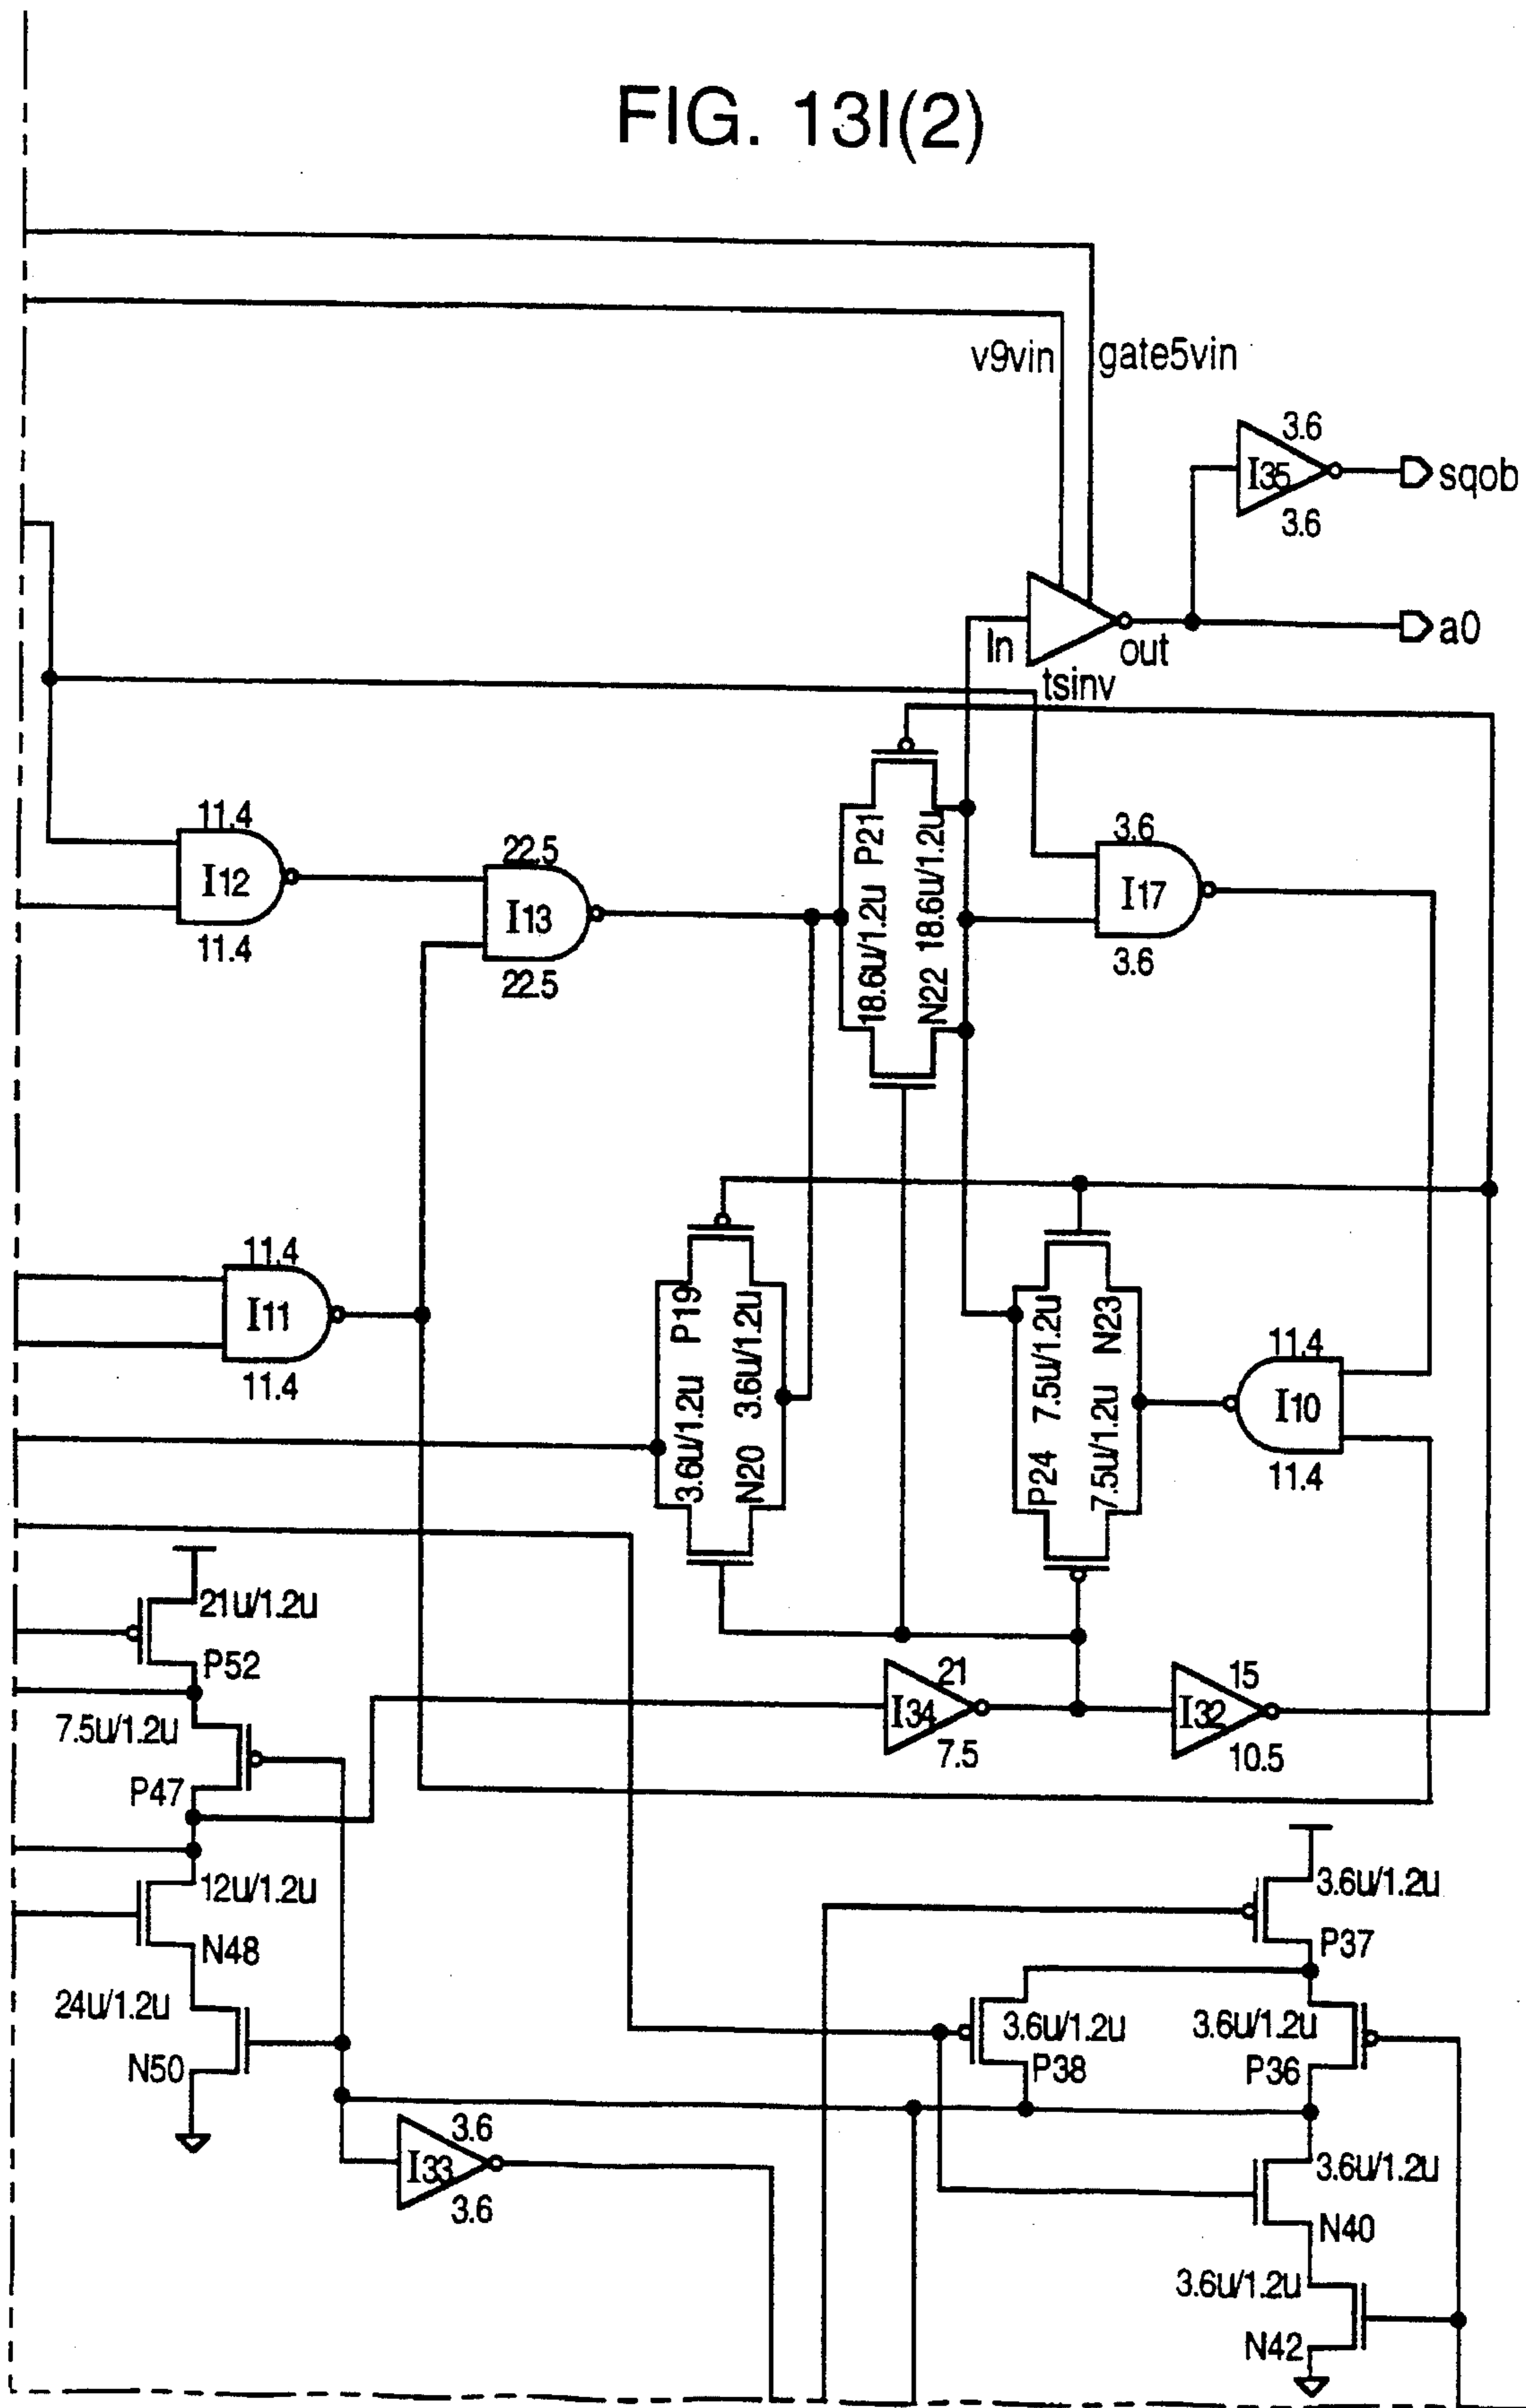 FIG. 13I(2)
v9vin
gate5vin
3.6
I35
3.6
sqob
In
out
a0
tsinv
11.4
I12
11.4
22.5
I13
22.5
18.6u/1.2u P21
N22 18.6u/1.2u
3.6
I17
3.6
11.4
I11
11.4
3.6u/1.2u P19
N20 3.6u/1.2u
P24 7.5u/1.2u
7.5u/1.2u N23
11.4
I10
11.4
21u/1.2u
P52
7.5u/1.2u
P47
21
I34
7.5
15
I32
10.5
12u/1.2u
N48
24u/1.2u
N50
3.6u/1.2u
P37
3.6u/1.2u
P38
3.6u/1.2u
P36
3.6
I33
3.6
3.6u/1.2u
N40
3.6u/1.2u
N42